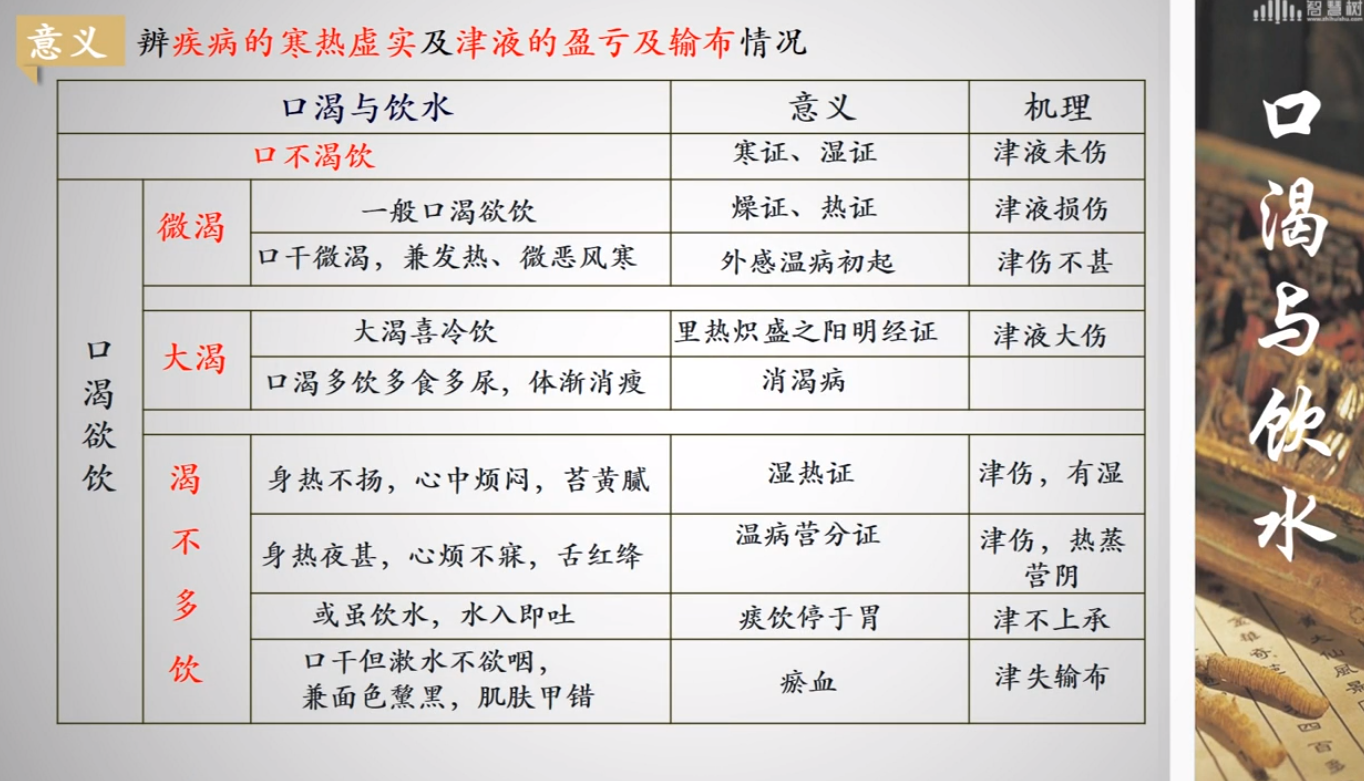 意义
辨疾病的寒热虚实及津液的盈亏及输布情况
口渴与饮水 意义 机理
口不渴饮 寒证、湿证 津液未伤
口渴欲饮
微渴
一般口渴欲饮 燥证、热证 津液损伤
口干微渴，兼发热、微恶风寒 外感温病初起 津伤不甚
大渴
大渴喜冷饮 里热炽盛之阳明经证 津液大伤
口渴多饮多食多尿，体渐消瘦 消渴病
渴不多饮
身热不扬，心中烦闷，苔黄腻 湿热证 津伤，有湿
身热夜甚，心烦不寐，舌红绛 温病营分证 津伤，热蒸
营阴
或虽饮水，水入即吐 痰饮停于胃 津不上承
口干但漱水不欲咽，
兼面色黧黑，肌肤甲错 瘀血 津失输布
智慧树
www.zhihuishu.com
口渴与饮水
四百